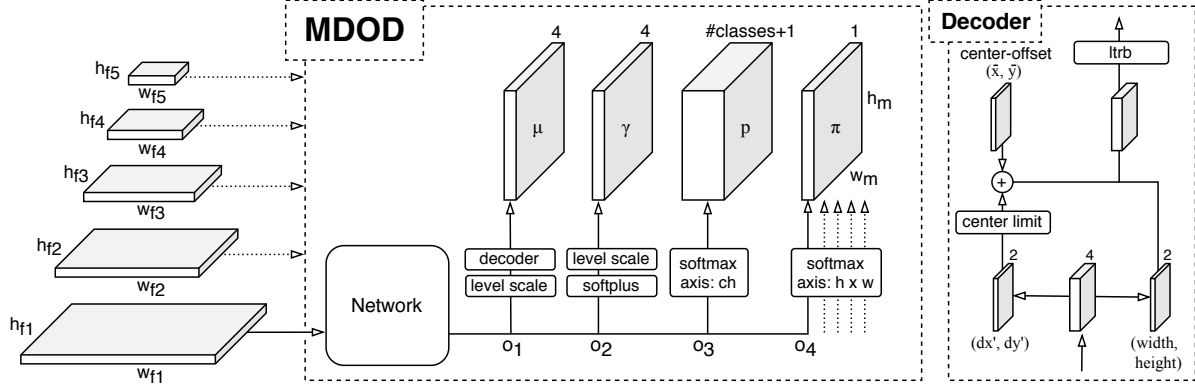 MDOD
Decoder
h_f5
w_f5
h_f4
w_f4
h_f3
w_f3
h_f2
w_f2
h_f1
w_f1
Network
4
4
#classes+1
1
μ
γ
p
π
h_m
w_m
decoder
level scale
level scale
softplus
softmax
axis: ch
softmax
axis: h x w
o_1
o_2
o_3
o_4
center-offset
(x̄, ȳ)
ltrb
+
center limit
2
4
2
(dx', dy')
(width,
height)